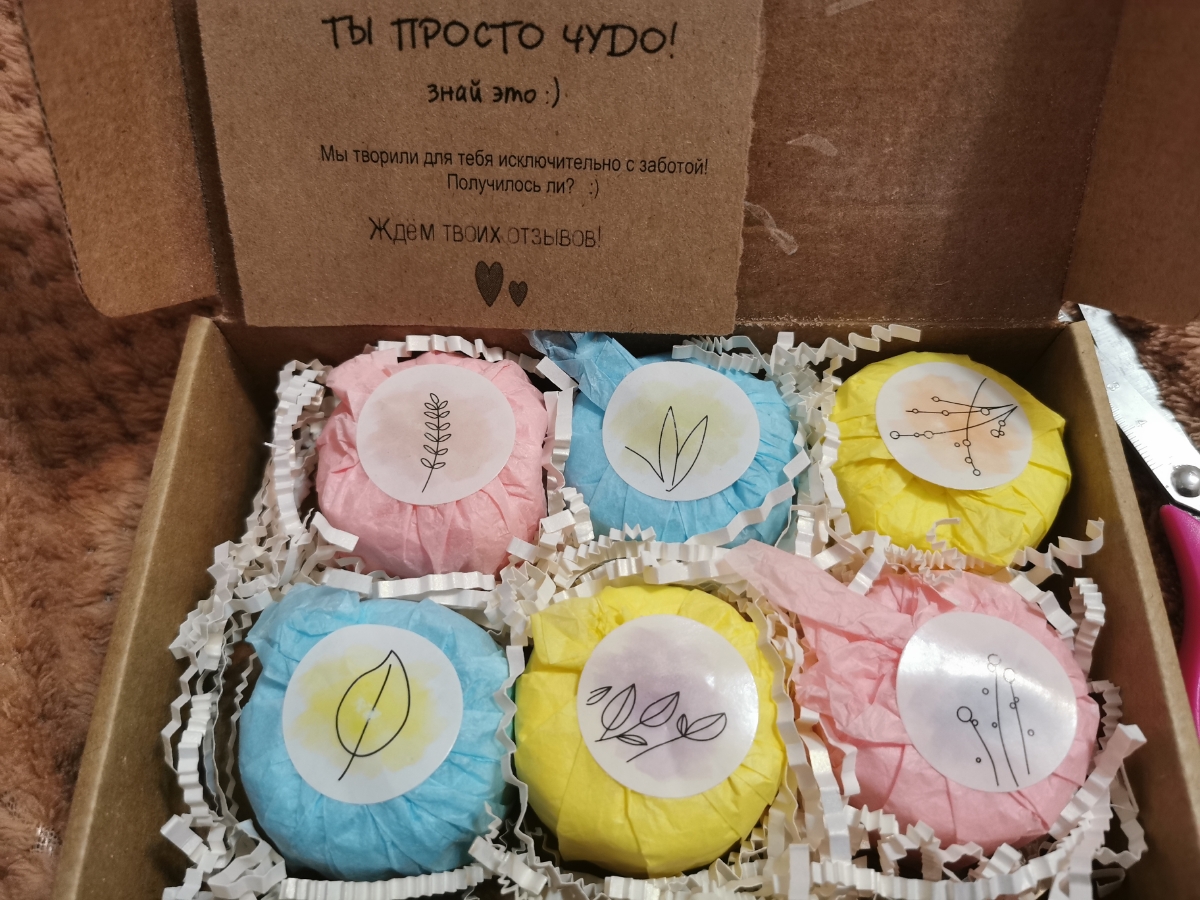 ТЫ ПРОСТО ЧУДО!
знай это :)
Мы творили для тебя исключительно с заботой!
Получилось ли? :)
Ждём твоих отзывов!